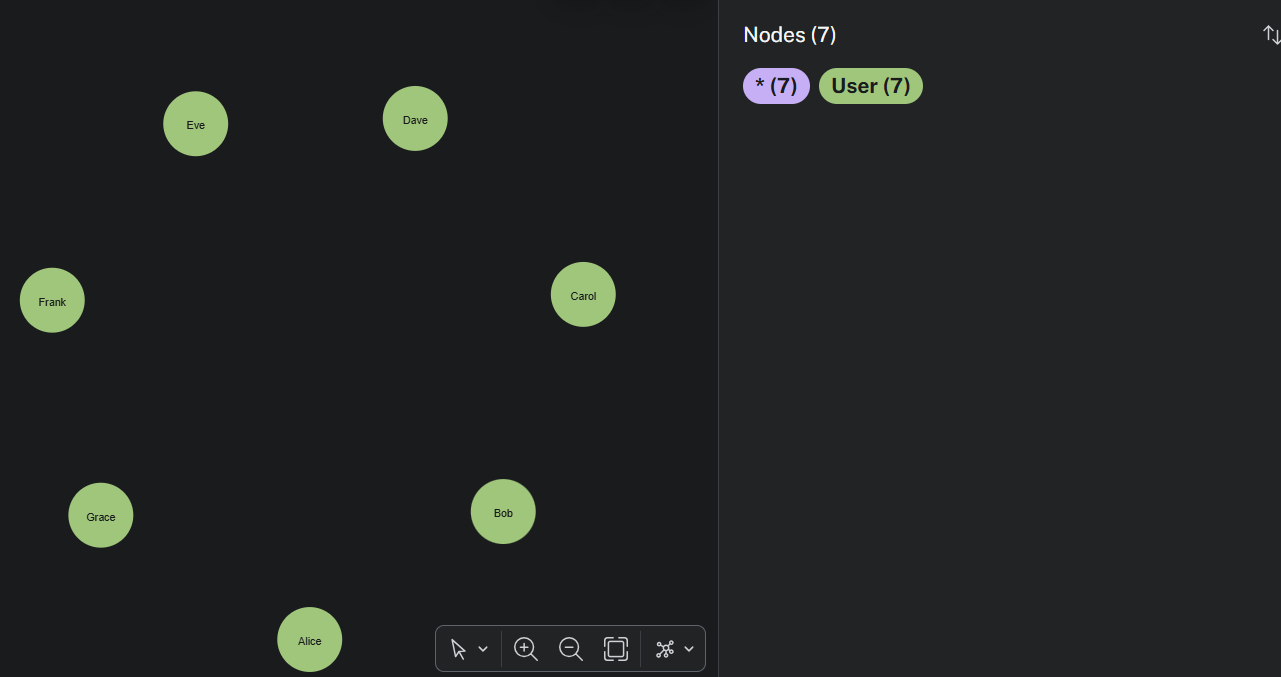 Nodes (7)
* (7) User (7)
Eve
Dave
Frank
Carol
Grace
Bob
Alice